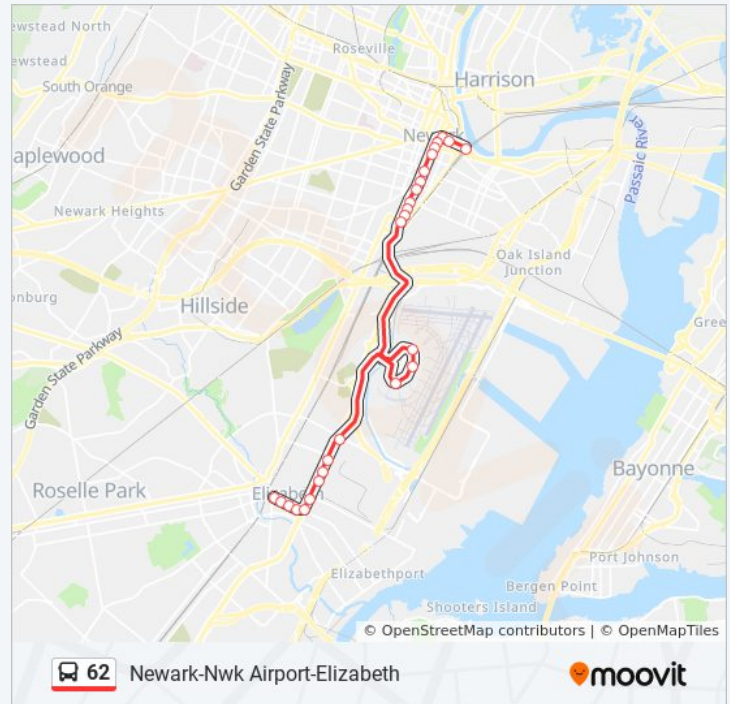 ewstead North
Roseville
Harrison
ewstead
South Orange
Garden State Parkway
Newark
Passaic River
aplewood
Newark Heights
Oak Island
Junction
onburg
Hillside
Gree
Garden State Parkway
Bayonne
Roselle Park
Elizabeth
Port Johnson
Elizabethport
Bergen Point
Shooters Island
© OpenStreetMap contributors | © OpenMapTiles
62 Newark-Nwk Airport-Elizabeth
moovit